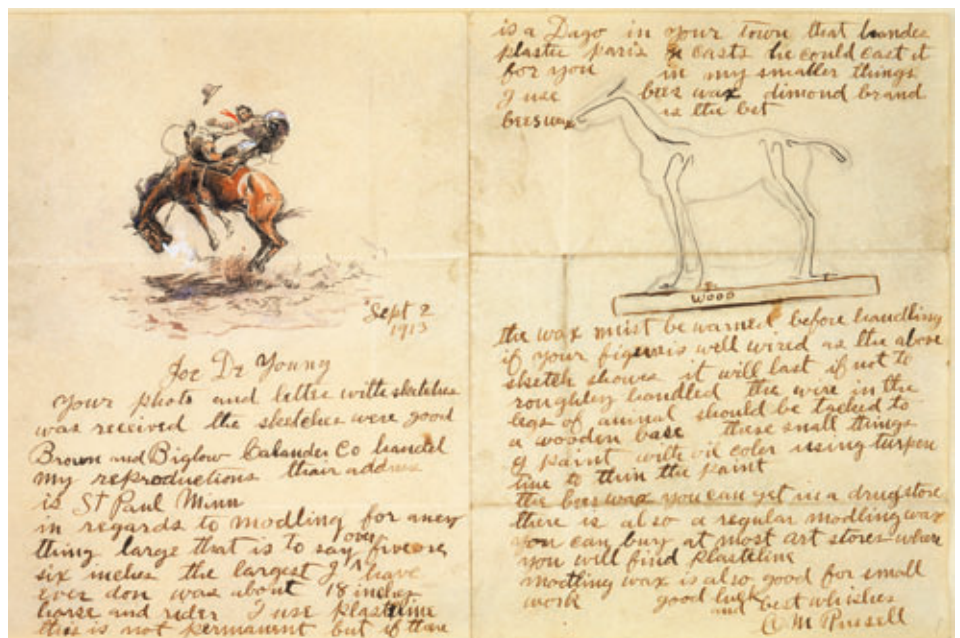 Sept 2
1913
Joe De Young
your photo and letter with sketches
was received the sketches were good
Brown and Biglow Calander Co handel
my reproductions thair address
is St Paul Minn
in regards to modling for aney
thing large that is to say over five or
six inches the largest I have
ever don was about 18 inches
horse and rider I use plasteline
this is not permanent but if thare
is a Dago in your town that handes
plastic paris casts he could cast it
for you in my smaller things
I use bees wax dimond brand
beeswax is the bet
WOOD
the wax must be warmed before handling
if your figure is well wired as the above
sketch shows it will last if not to
roughley handled the wire in the
legs of animal should be tacked to
a wooden base these small things
I paint with oil color using turpen
tine to thin the paint
the beeswax you can get in a drugstore
there is also a regular modling wax
you can buy at most art stores where
you will find plasteline
modling wax is also good for small
work good luck
and best whishes
C M Russell